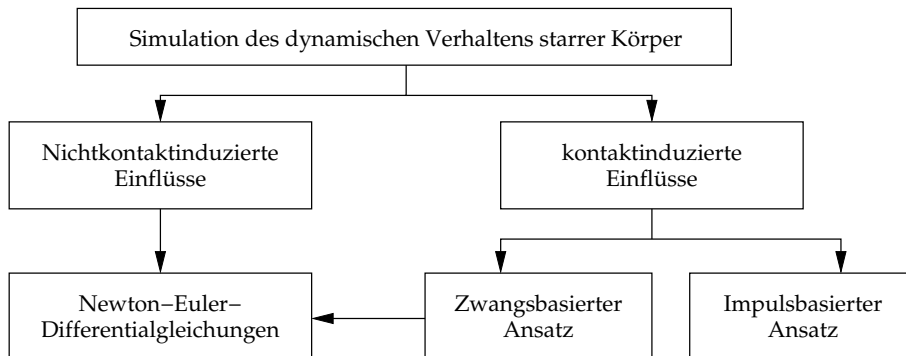 Simulation des dynamischen Verhaltens starrer Körper
Nichtkontaktinduzierte
Einflüsse
kontaktinduzierte
Einflüsse
Newton–Euler–
Differentialgleichungen
Zwangsbasierter
Ansatz
Impulsbasierter
Ansatz